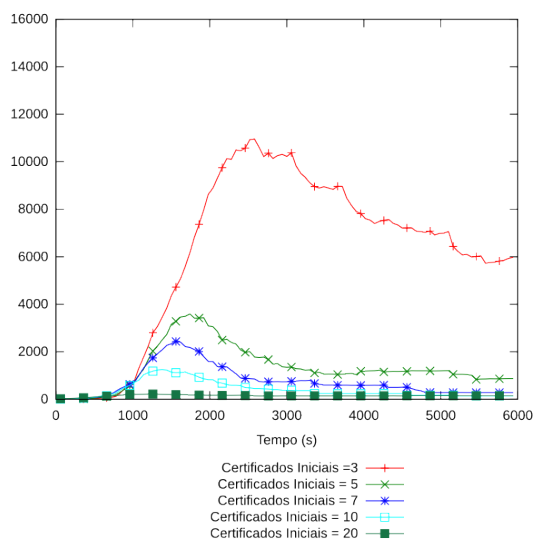 16000
14000
12000
10000
8000
6000
4000
2000
0
0 1000 2000 3000 4000 5000 6000
Tempo (s)
Certificados Iniciais =3
Certificados Iniciais = 5
Certificados Iniciais = 7
Certificados Iniciais = 10
Certificados Iniciais = 20